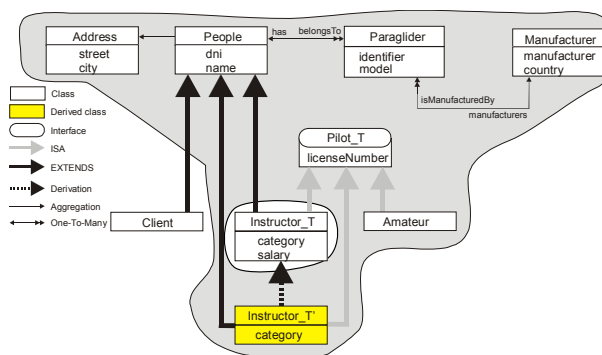 Address
street
city
People
dni
name
has
belongsTo
Paraglider
identifier
model
Manufacturer
manufacturer
country
isManufacturedBy
manufacturers
Class
Derived class
Interface
ISA
EXTENDS
Derivation
Aggregation
One-To-Many
Pilot_T
licenseNumber
Client
Instructor_T
category
salary
Amateur
Instructor_T'
category